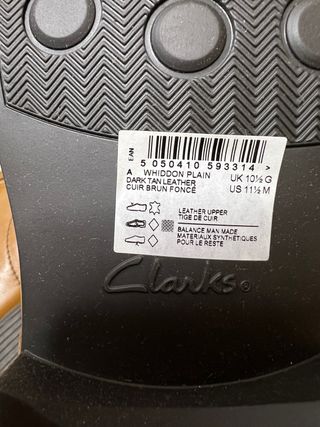 EAN
5 050410 593314 >
A WHIDDON PLAIN UK 10½ G
DARK TAN LEATHER US 11½ M
CUIR BRUN FONCÉ
LEATHER UPPER
TIGE DE CUIR
BALANCE MAN MADE
MATERIAUX SYNTHÉTIQUES
POUR LE RESTE
Clarks®